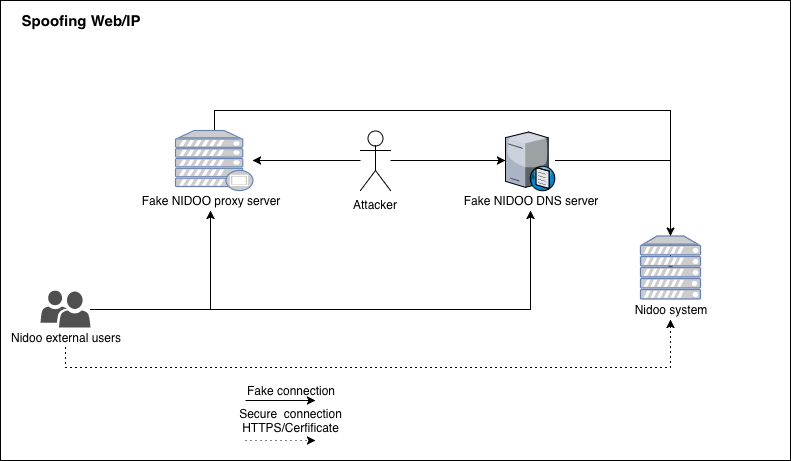 Spoofing Web/IP
Fake NIDOO proxy server
Attacker
Fake NIDOO DNS server
Nidoo system
Nidoo external users
Fake connection
Secure connection
HTTPS/Cerfificate